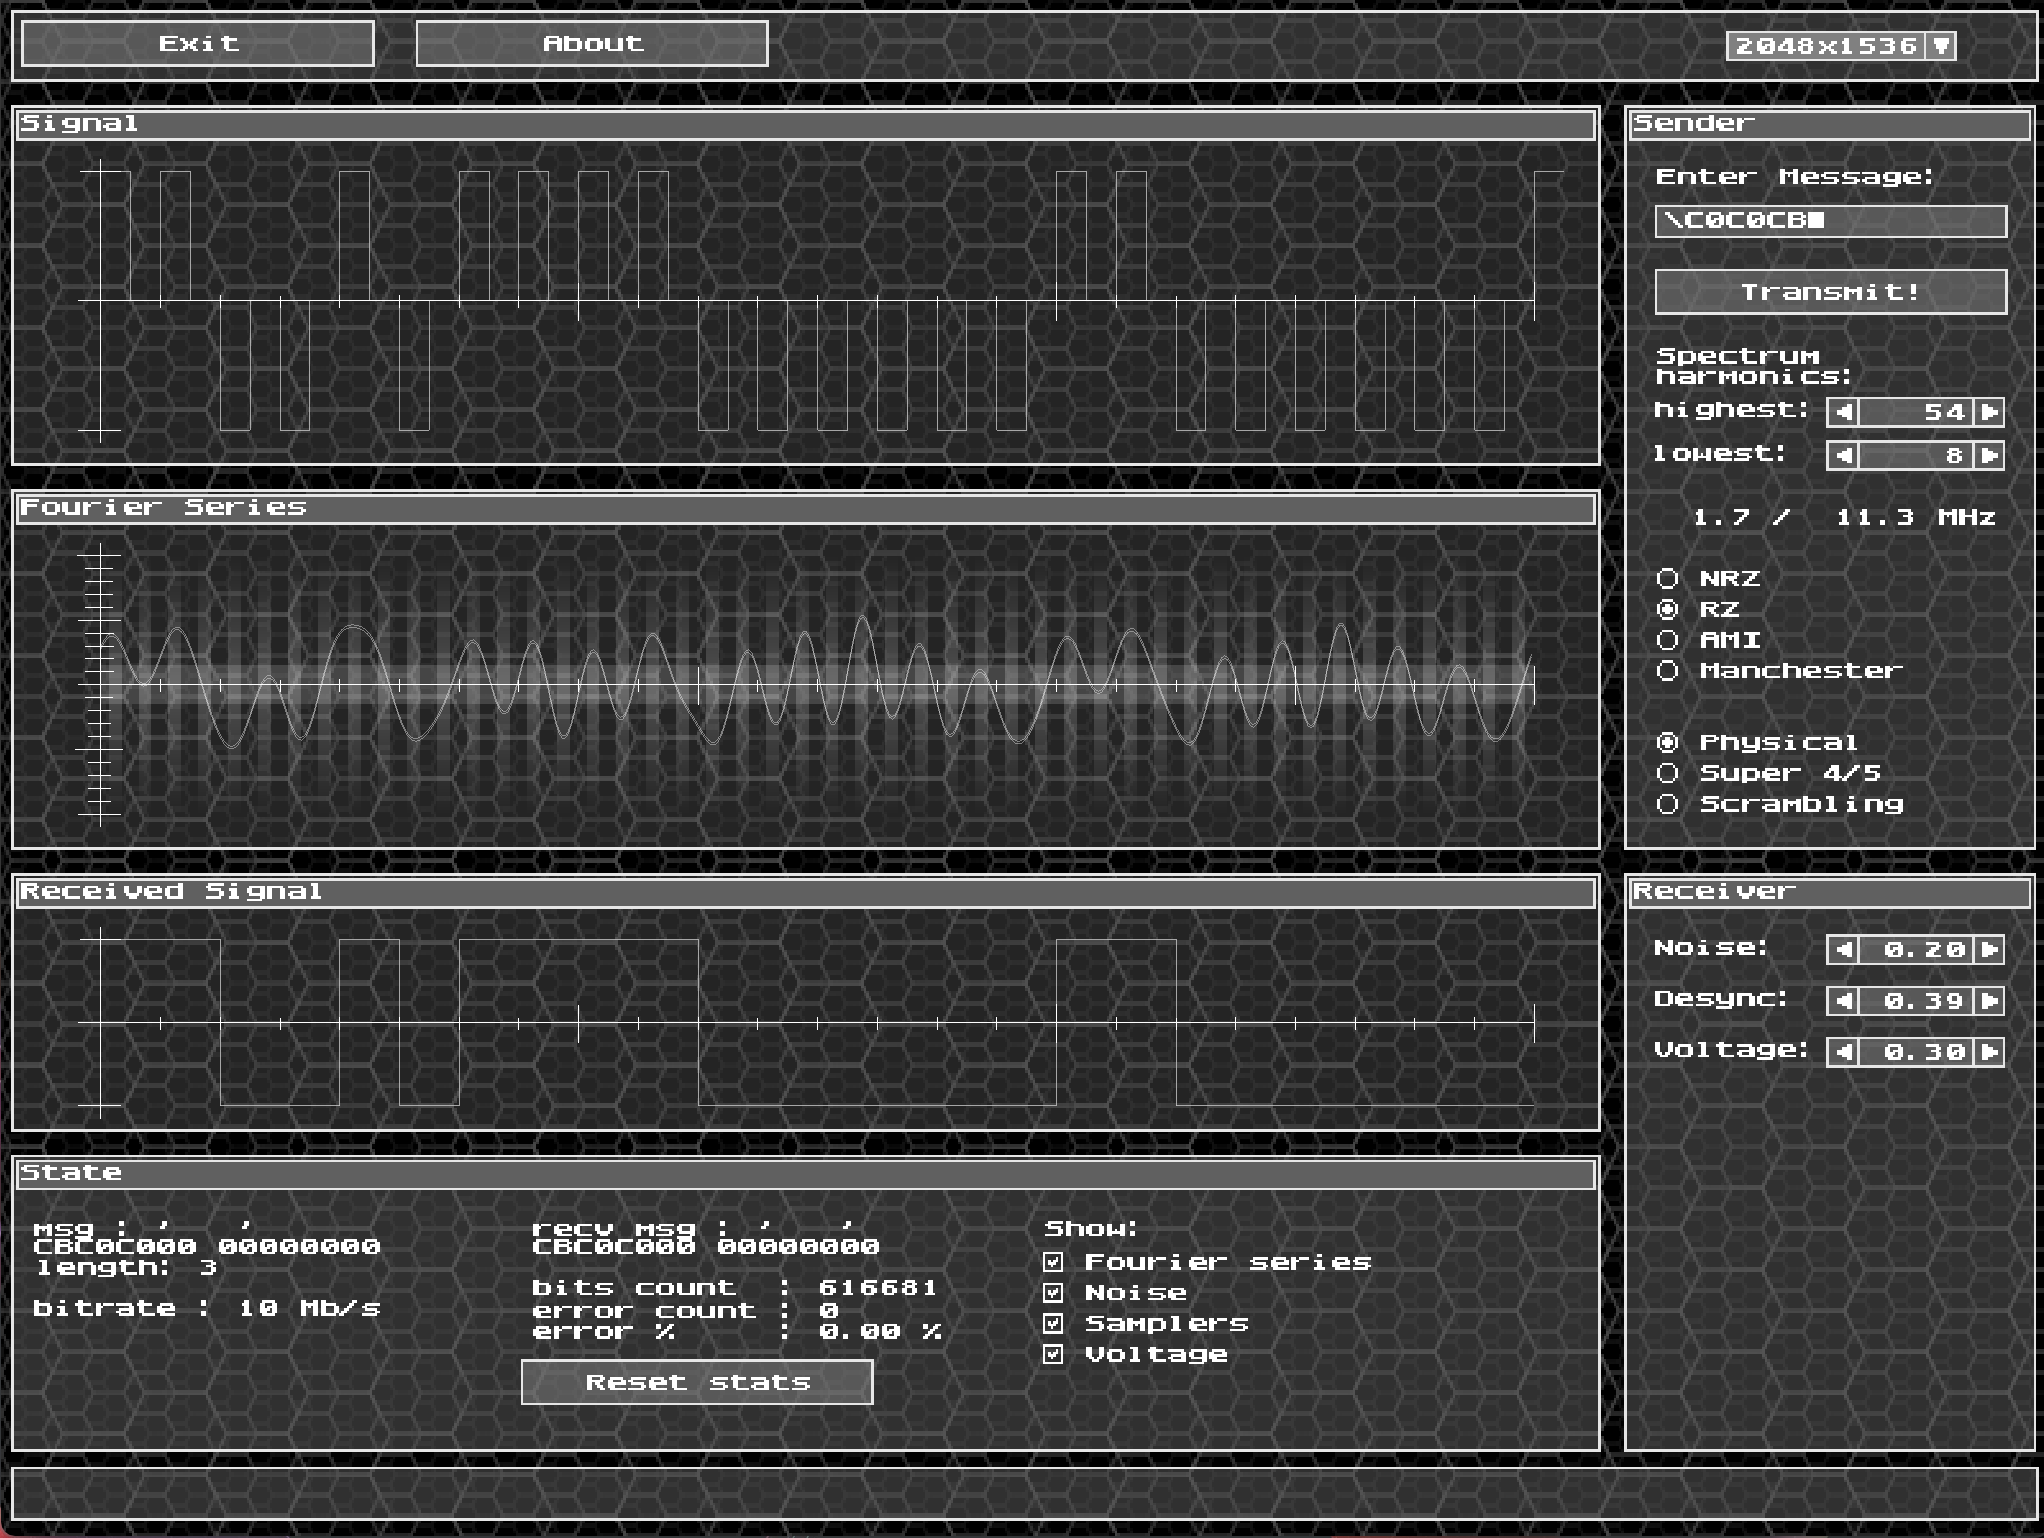 Exit
About
2048x1536
Signal
Sender
Enter Message:
\C0C0CB
Transmit!
Spectrum
harmonics:
highest: 54
lowest: 8
1.7 / 11.3 MHz
NRZ
RZ
AMI
Manchester
Physical
Super 4/5
Scrambling
Fourier Series
Received Signal
Receiver
Noise: 0.20
Desync: 0.39
Voltage: 0.30
State
msg : ' '
CBC0C000 00000000
length: 3
bitrate : 10 Mb/s
recv msg : ' '
CBC0C000 00000000
bits count : 616681
error count : 0
error % : 0.00 %
Reset stats
Show:
Fourier series
Noise
Samplers
Voltage